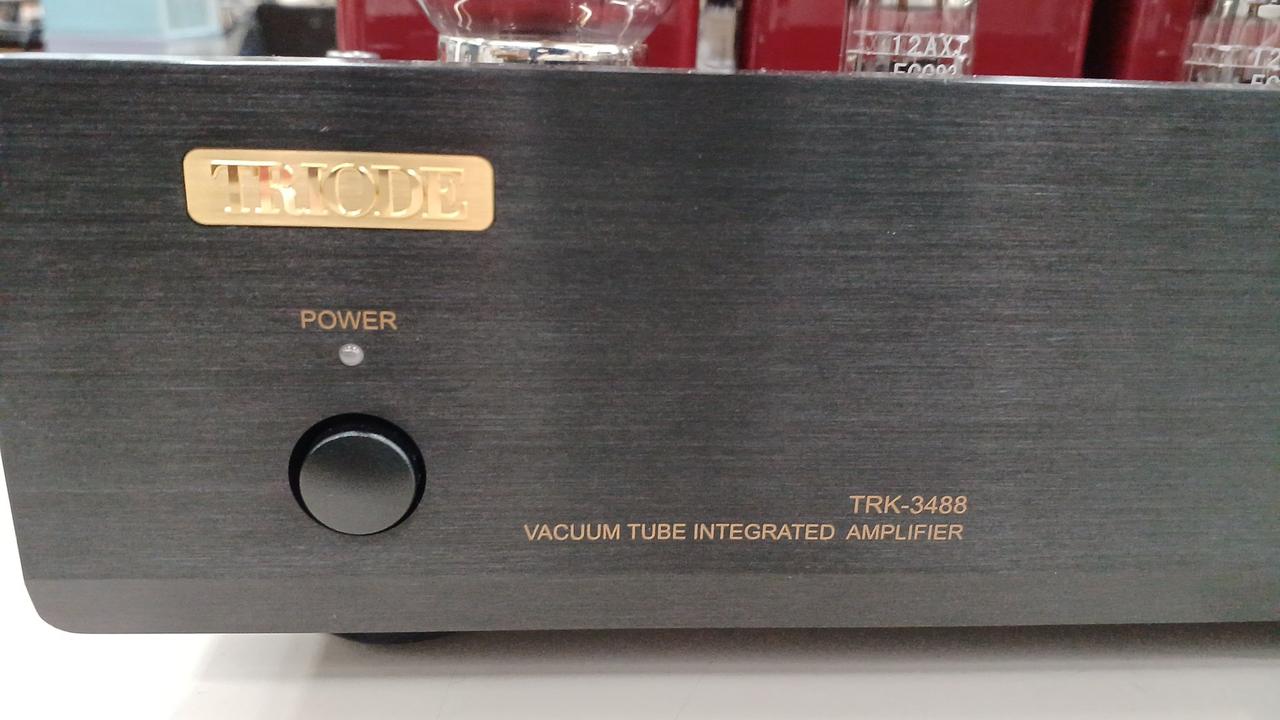 12AX7
TRIODE
POWER
TRK-3488
VACUUM TUBE INTEGRATED AMPLIFIER